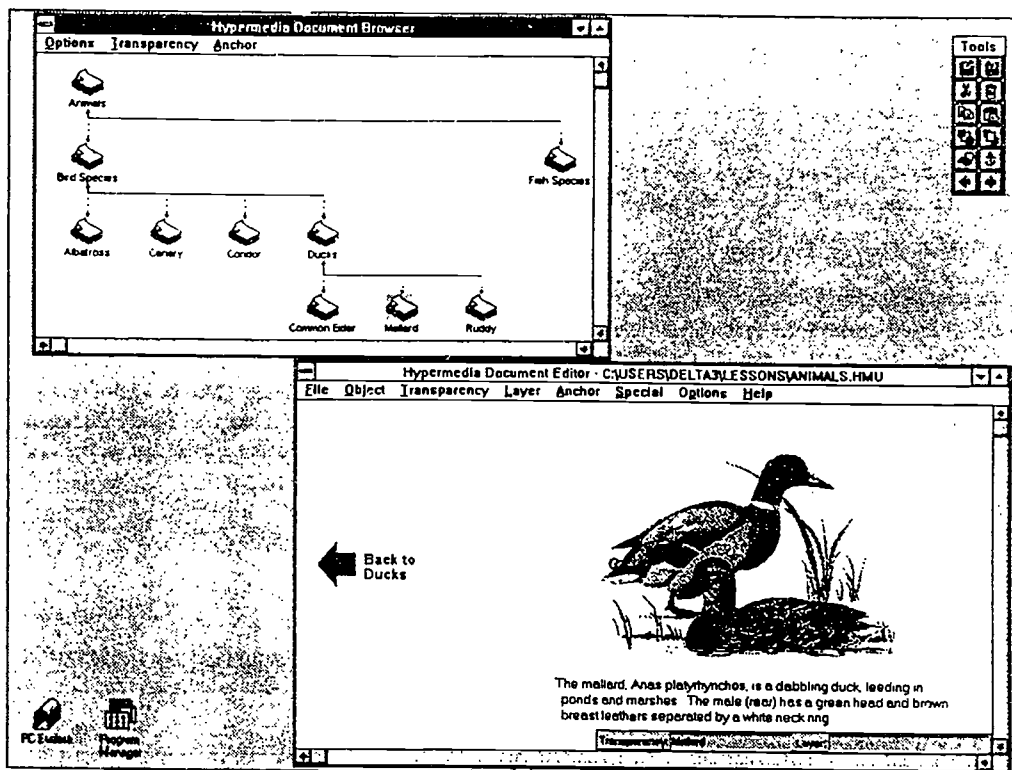 Hypermedia Document Browser
Options Transparency Anchor
Tools
Animals
Bird Species
Fish Species
Albatross Canary Condor Ducks
Common Eider Mallard Ruddy
Hypermedia Document Editor - C:\USERS\DELTA3\LESSONS\ANIMALS.HMU
File Object Transparency Layer Anchor Special Options Help
Back to
Ducks
The mallard, Anas platyrhynchos, is a dabbling duck, feeding in
ponds and marshes The male (rear) has a green head and brown
breast feathers separated by a white neck ring
Transparency: Mallard Layer:
PC
Program
Manager